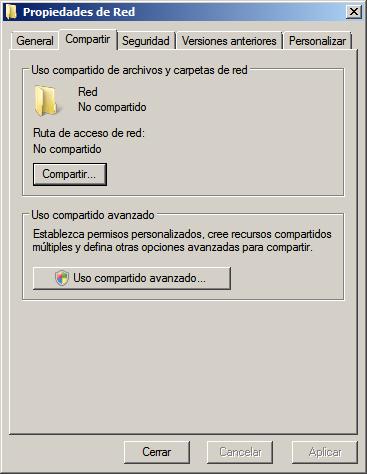 Propiedades de Red
General
Compartir
Seguridad
Versiones anteriores
Personalizar
Uso compartido de archivos y carpetas de red
Red
No compartido
Ruta de acceso de red:
No compartido
Compartir...
Uso compartido avanzado
Establezca permisos personalizados, cree recursos compartidos
múltiples y defina otras opciones avanzadas para compartir.
Uso compartido avanzado...
Cerrar
Cancelar
Aplicar